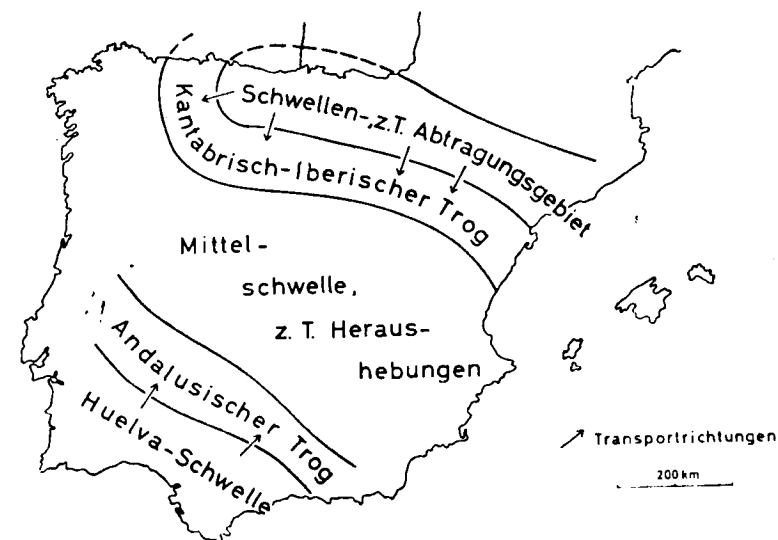 Schwellen-, z.T. Abtragungsgebiet
Kantabrisch-Iberischer Trog
Mittel-
schwelle,
z. T. Heraus-
hebungen
Andalusischer Trog
Huelva-Schwelle
Transportrichtungen
200 km